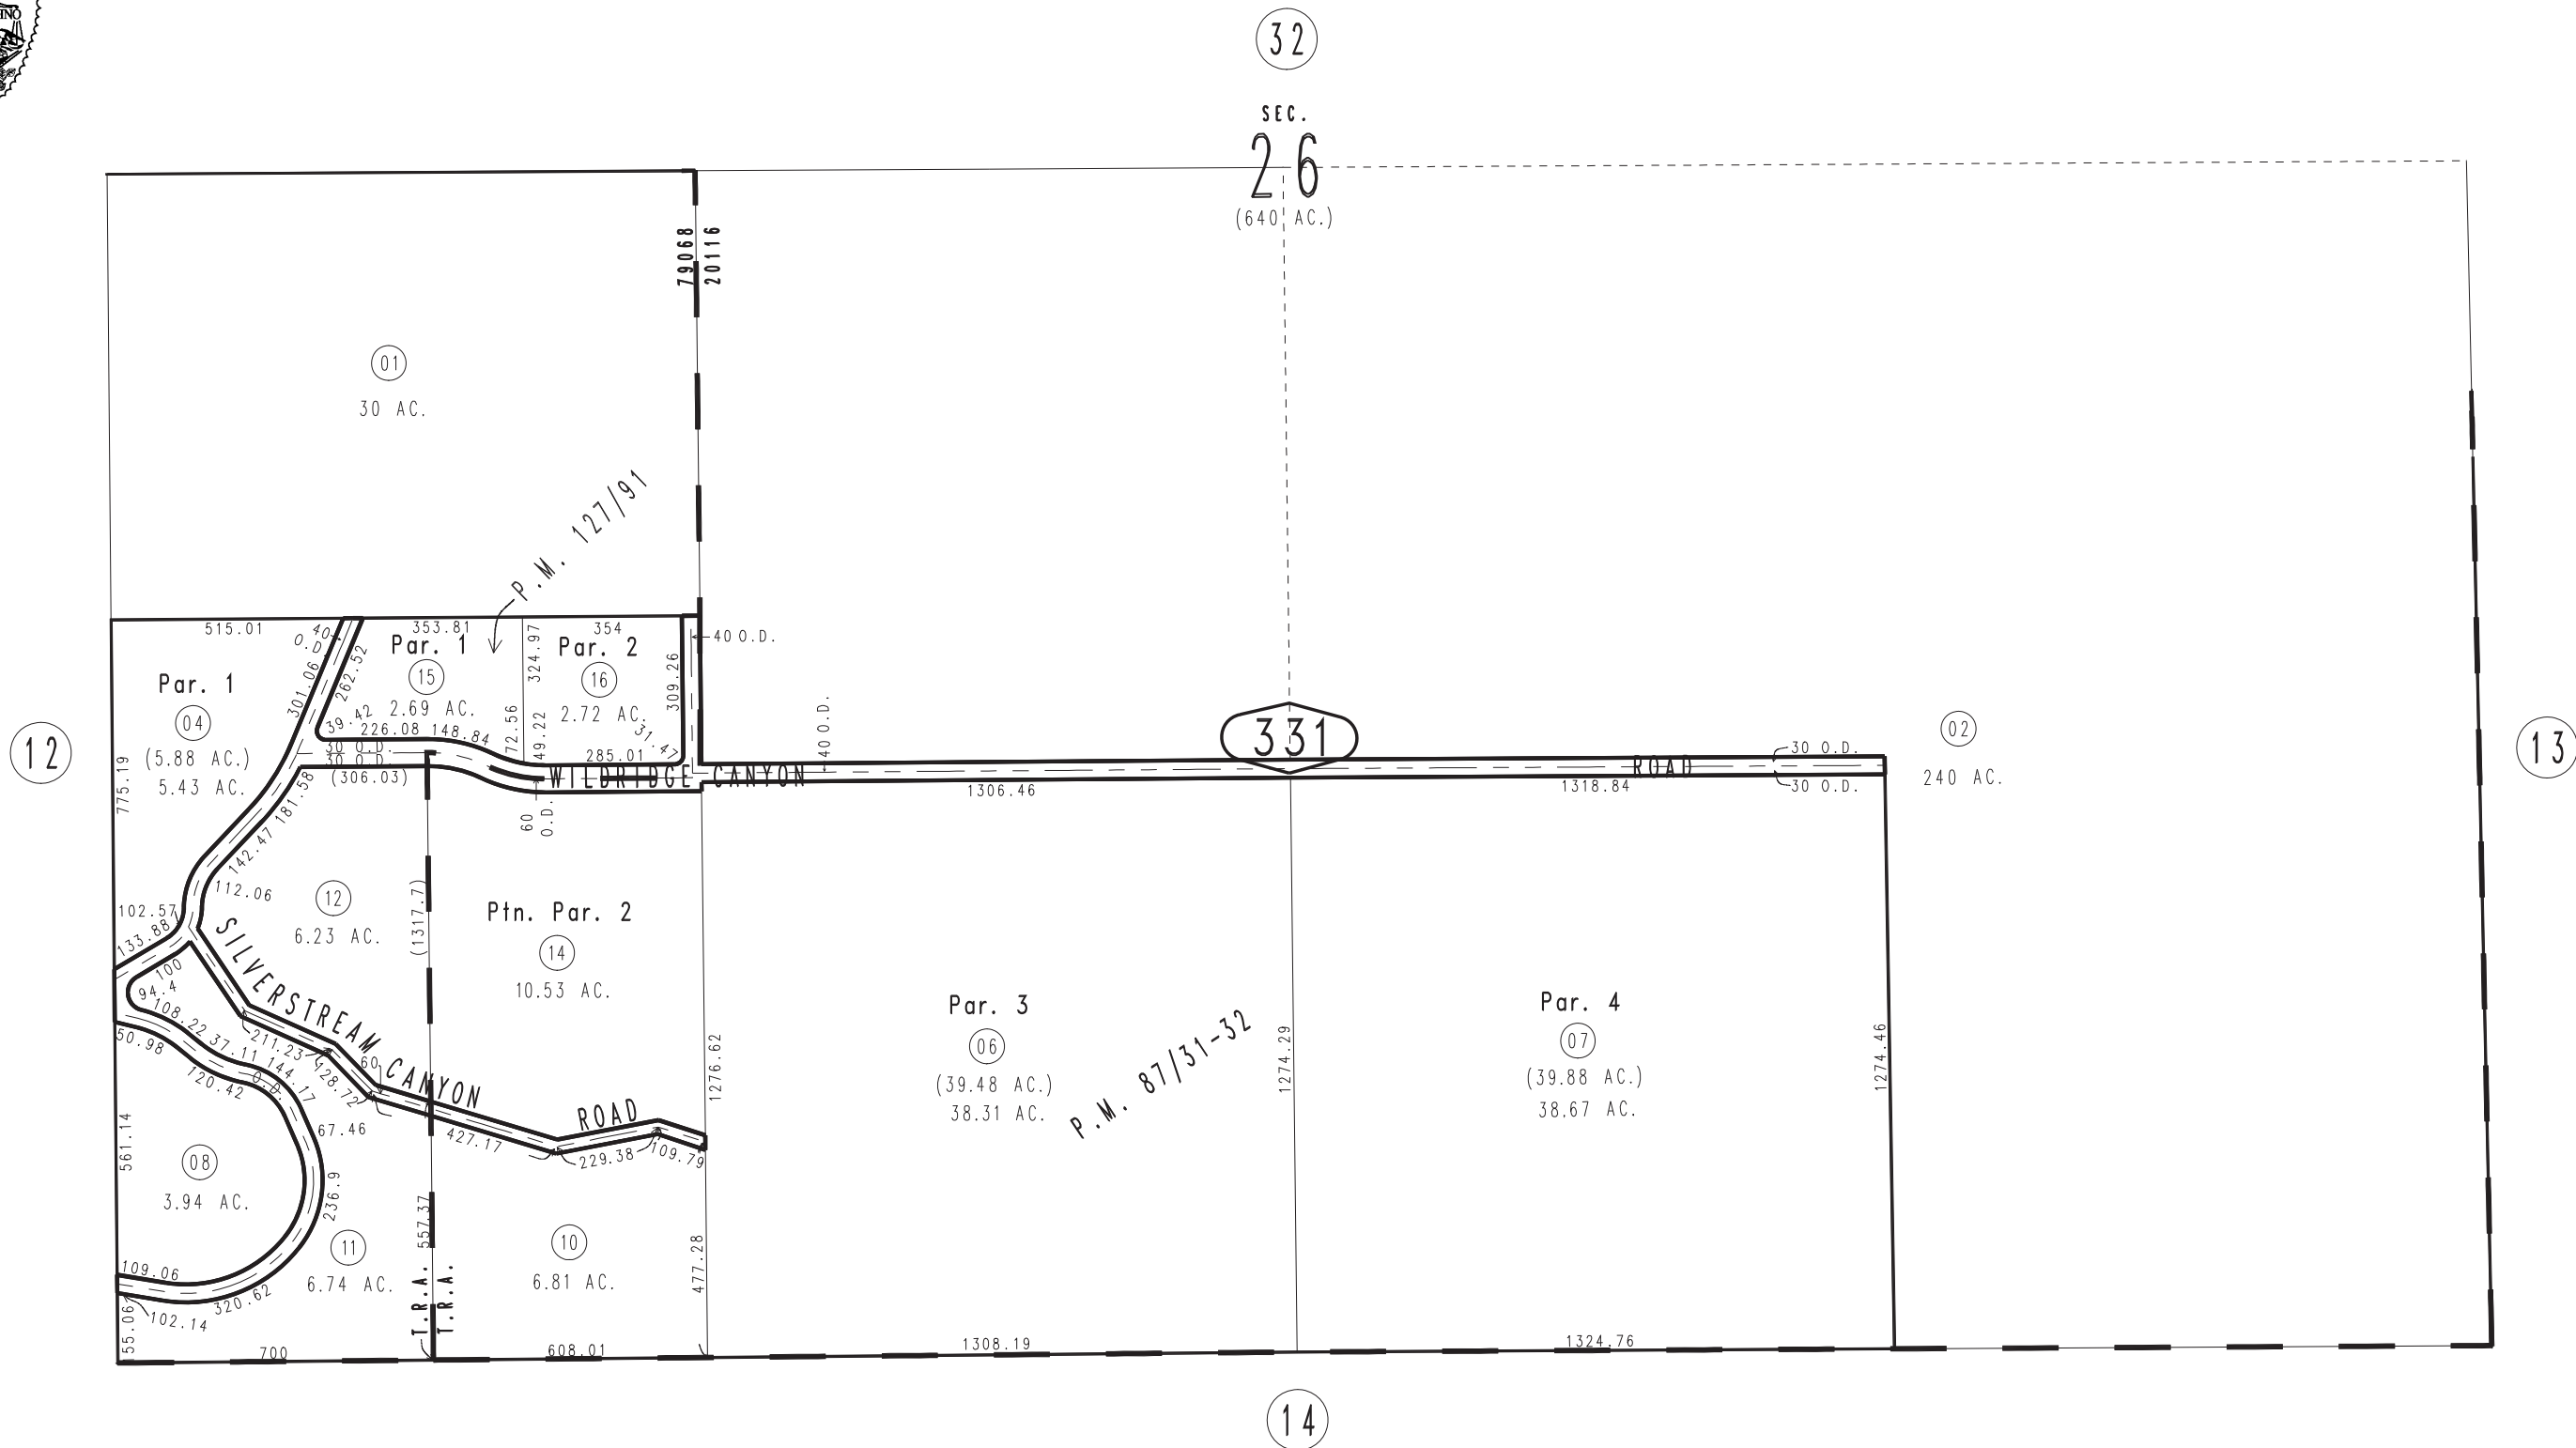 32
SEC.
26
(640 AC.)
79068
20116
01
30 AC.
P.M. 127/91
515.01
40
O.D.
353.81
354
40 O.D.
Par. 1
04
(5.88 AC.)
5.43 AC.
301.06
262.52
Par. 1
15
2.69 AC.
39.42
226.08
148.84
324.97
72.56
Par. 2
16
2.72 AC.
309.26
31.47
49.22
285.01
30 O.D.
30 O.D.
(306.03)
WILDRIDGE CANYON ROAD
40 O.D.
331
30 O.D.
30 O.D.
1306.46
1318.84
02
240 AC.
12
13
775.19
181.58
142.47
112.06
60
O.D.
102.57
133.88
12
6.23 AC.
(1317.7)
Ptn. Par. 2
14
10.53 AC.
SILVERSTREAM CANYON ROAD
100
94.4
108.22
37.11
144.17
50.98
120.42
O.D.
211.23
128.72
60
427.17
229.38
109.79
67.46
236.9
561.14
08
3.94 AC.
109.06
102.14
320.62
155.06
11
6.74 AC.
557.37
T.R.A.
T.R.A.
10
6.81 AC.
477.28
1276.62
Par. 3
06
(39.48 AC.)
38.31 AC.
P.M. 87/31-32
1274.29
Par. 4
07
(39.88 AC.)
38.67 AC.
1274.46
700
608.01
1308.19
1324.76
14